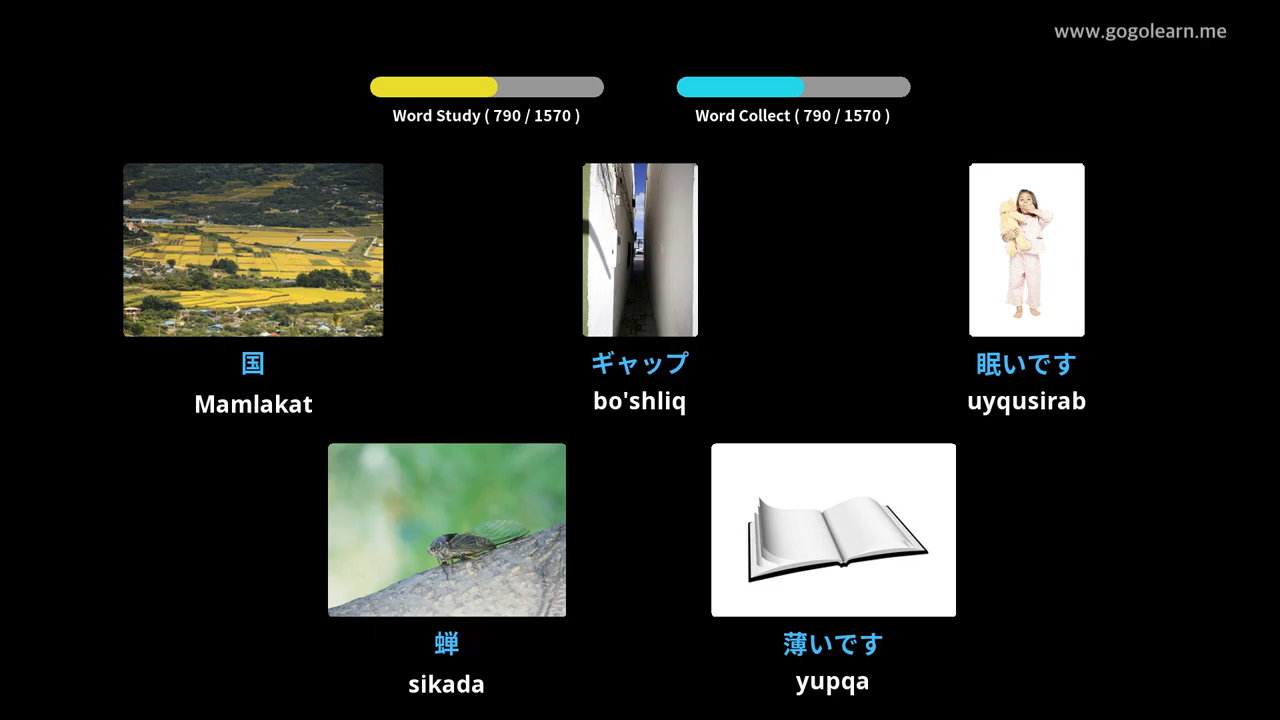 www.gogolearn.me
Word Study ( 790 / 1570 )
Word Collect ( 790 / 1570 )
国
Mamlakat
ギャップ
bo'shliq
眠いです
uyqusirab
蝉
sikada
薄いです
yupqa